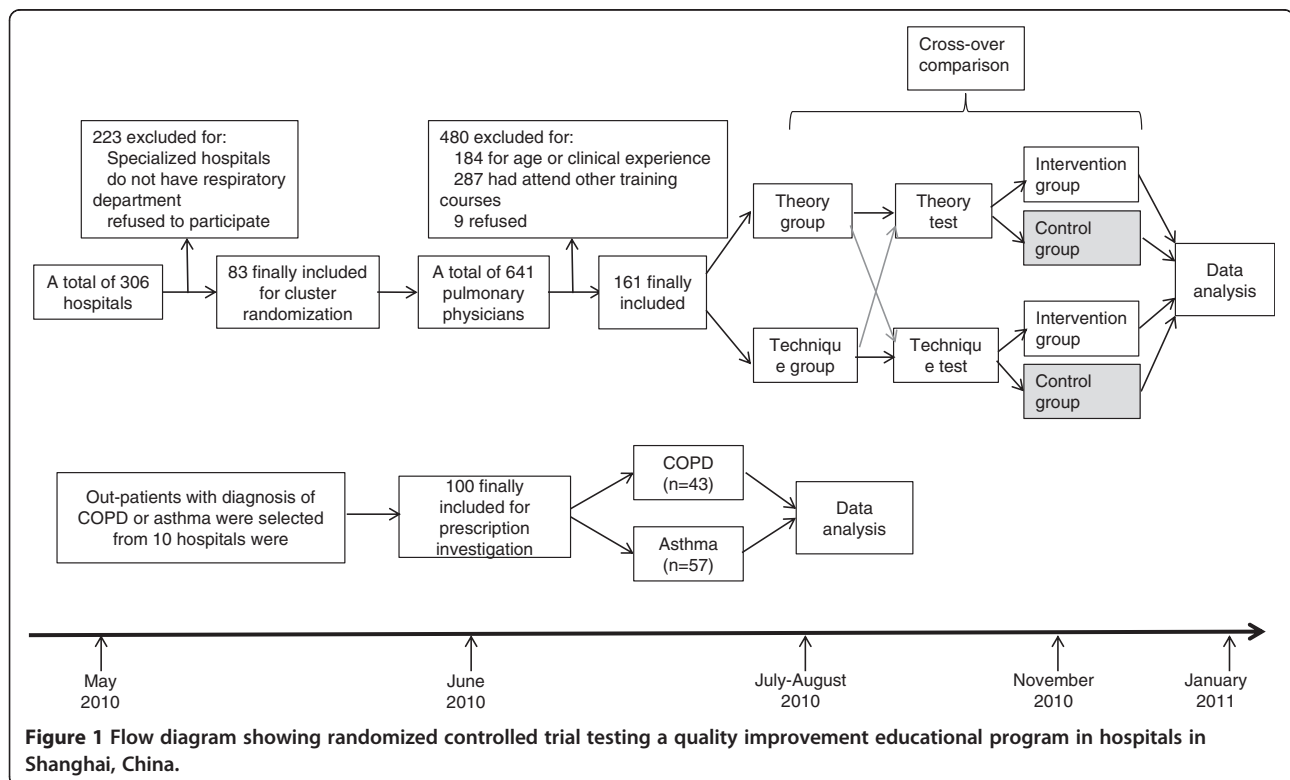 Cross-over
comparison
223 excluded for:
Specialized hospitals
do not have respiratory
department
refused to participate
480 excluded for:
184 for age or clinical experience
287 had attend other training
courses
9 refused
A total of 306
hospitals
83 finally included
for cluster
randomization
A total of 641
pulmonary
physicians
161 finally
included
Theory
group
Theory
test
Intervention
group
Control
group
Techniqu
e group
Techniqu
e test
Intervention
group
Control
group
Data
analysis
Out-patients with diagnosis of
COPD or asthma were selected
from 10 hospitals were
100 finally
included for
prescription
investigation
COPD
(n=43)
Asthma
(n=57)
Data
analysis
May
2010
June
2010
July-August
2010
November
2010
January
2011
Figure 1 Flow diagram showing randomized controlled trial testing a quality improvement educational program in hospitals in
Shanghai, China.